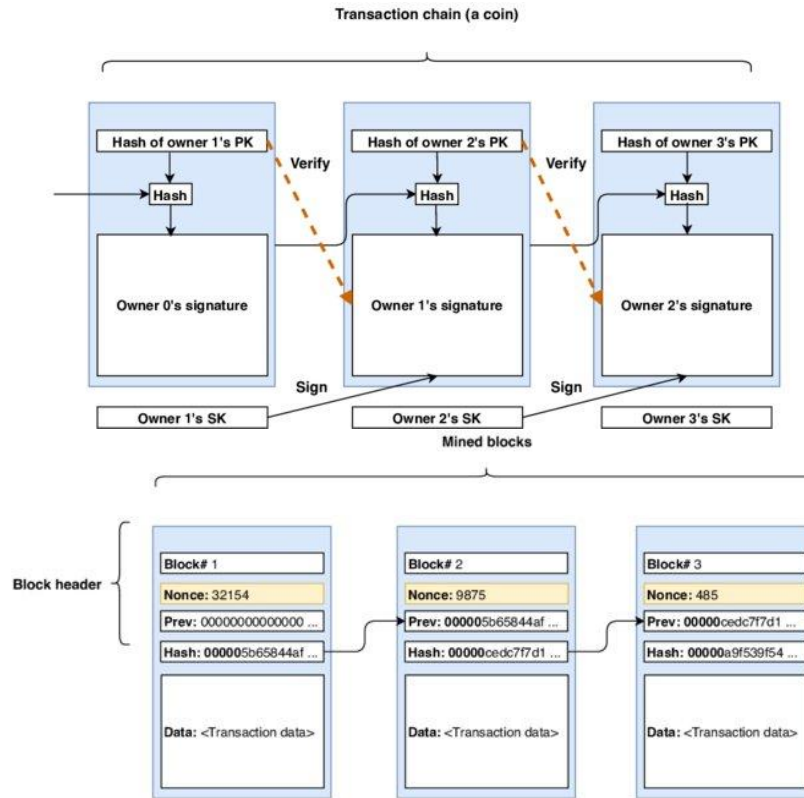 Transaction chain (a coin)
Hash of owner 1's PK
Hash of owner 2's PK
Hash of owner 3's PK
Verify
Verify
Hash
Hash
Hash
Owner 0's signature
Owner 1's signature
Owner 2's signature
Sign
Sign
Owner 1's SK
Owner 2's SK
Owner 3's SK
Mined blocks
Block header
Block# 1
Nonce: 32154
Prev: 00000000000000 ...
Hash: 000005b65844af ...
Data: <Transaction data>
Block# 2
Nonce: 9875
Prev: 000005b65844af ...
Hash: 00000cedc7f7d1 ...
Data: <Transaction data>
Block# 3
Nonce: 485
Prev: 00000cedc7f7d1 ...
Hash: 00000a9f539f54 ...
Data: <Transaction data>